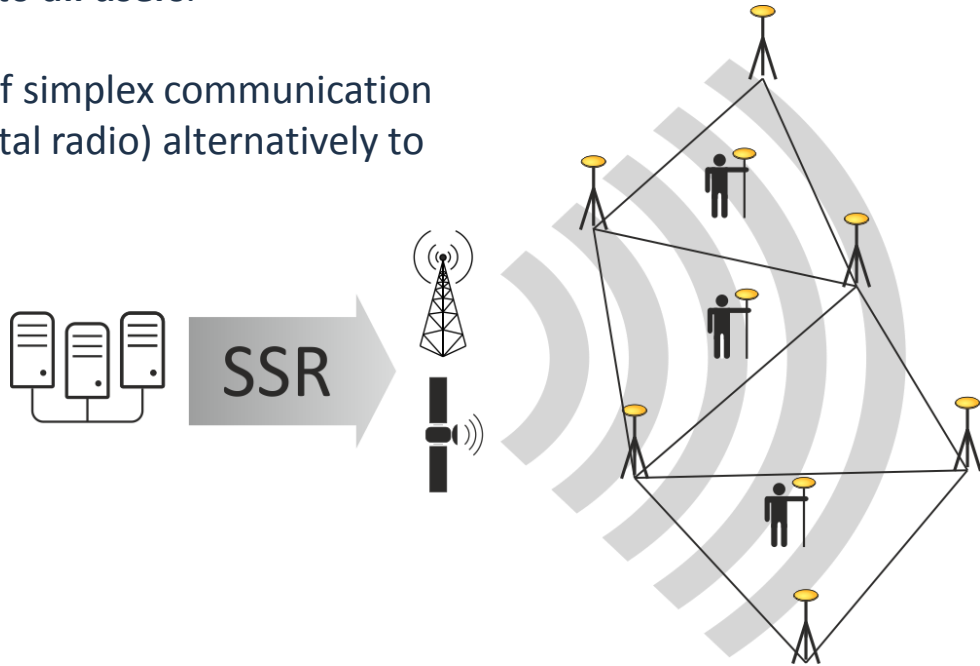 f simplex communication
tal radio) alternatively to
SSR